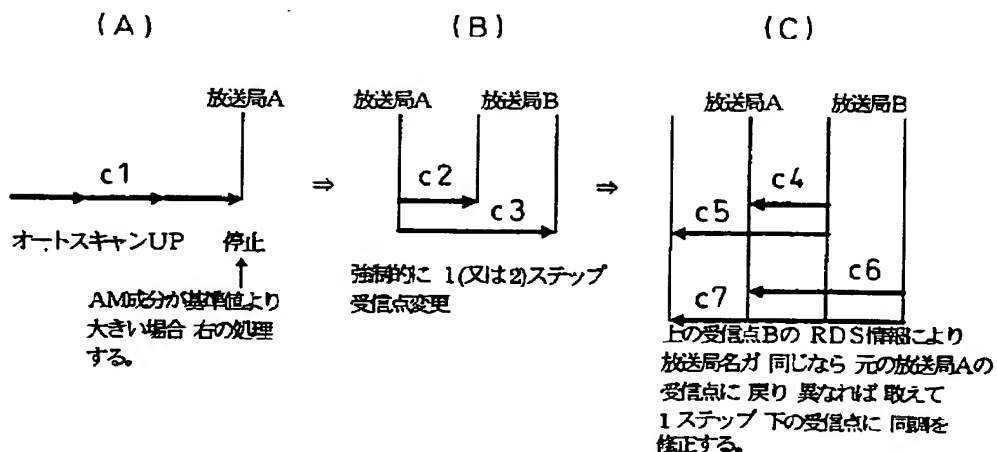 (A)
(B)
(C)
放送局A
放送局A 放送局B
放送局A 放送局B
c1
⇒
c2
c3
⇒
c4
c5
c6
c7
オートスキャンUP 停止
AM成分が基準値より
大きい場合 右の処理
する。
強制的に 1(又は2)ステップ
受信点変更
上の受信点Bの RDS情報により
放送局名が 同じなら 元の放送局Aの
受信点に 戻り 異なれば 敢えて
1ステップ 下の受信点に 同調を
修正する。